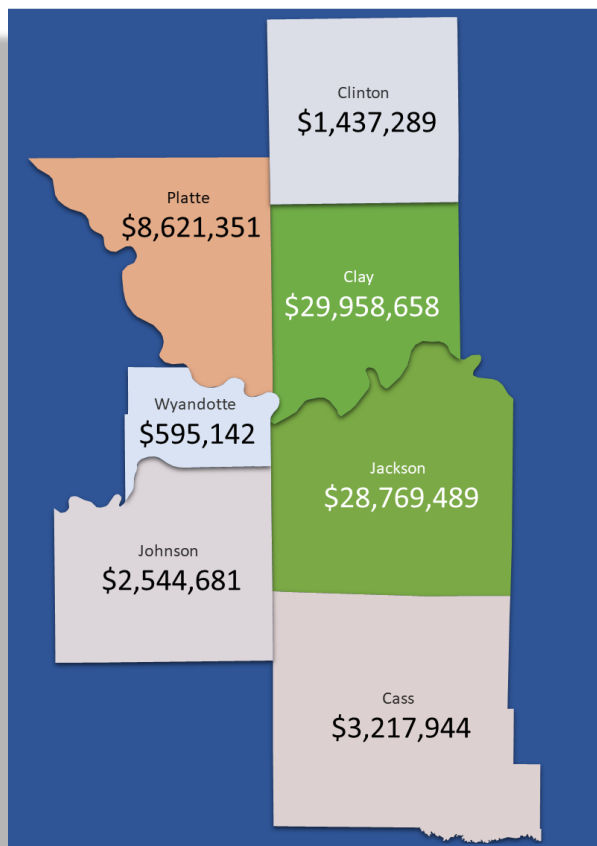 Clinton
$1,437,289
Platte
$8,621,351
Clay
$29,958,658
Wyandotte
$595,142
Jackson
$28,769,489
Johnson
$2,544,681
Cass
$3,217,944